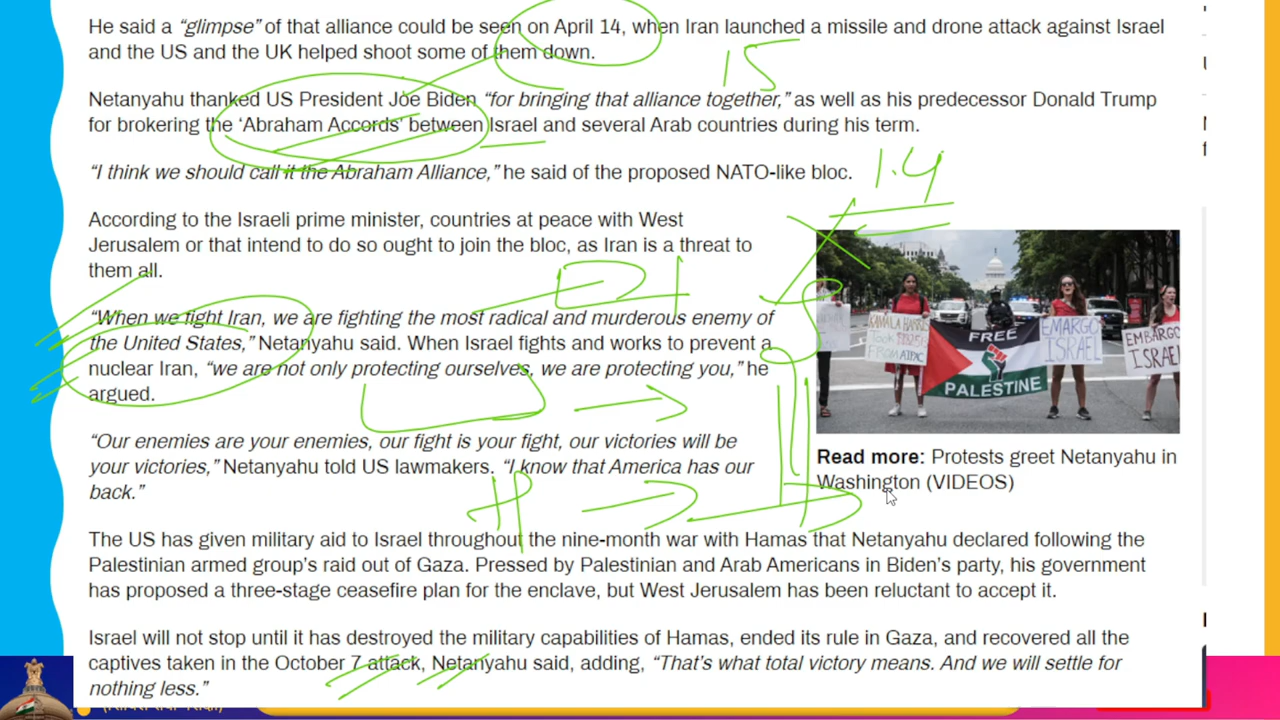 He said a “glimpse” of that alliance could be seen on April 14, when Iran launched a missile and drone attack against Israel
and the US and the UK helped shoot some of them down.
15
Netanyahu thanked US President Joe Biden “for bringing that alliance together,” as well as his predecessor Donald Trump
for brokering the ‘Abraham Accords’ between Israel and several Arab countries during his term.
“I think we should call it the Abraham Alliance,” he said of the proposed NATO-like bloc.
1.4
According to the Israeli prime minister, countries at peace with West
Jerusalem or that intend to do so ought to join the bloc, as Iran is a threat to
them all.
“When we fight Iran, we are fighting the most radical and murderous enemy of
the United States,” Netanyahu said. When Israel fights and works to prevent a
nuclear Iran, “we are not only protecting ourselves, we are protecting you,” he
argued.
“Our enemies are your enemies, our fight is your fight, our victories will be
your victories,” Netanyahu told US lawmakers. “I know that America has our
back.”
KAMALA HARRIS
FROM AIPAC
FREE
PALESTINE
EMBARGO
ISRAEL
EMBARGO
ISRAEL
Read more: Protests greet Netanyahu in
Washington (VIDEOS)
The US has given military aid to Israel throughout the nine-month war with Hamas that Netanyahu declared following the
Palestinian armed group’s raid out of Gaza. Pressed by Palestinian and Arab Americans in Biden’s party, his government
has proposed a three-stage ceasefire plan for the enclave, but West Jerusalem has been reluctant to accept it.
Israel will not stop until it has destroyed the military capabilities of Hamas, ended its rule in Gaza, and recovered all the
captives taken in the October 7 attack, Netanyahu said, adding, “That’s what total victory means. And we will settle for
nothing less.”